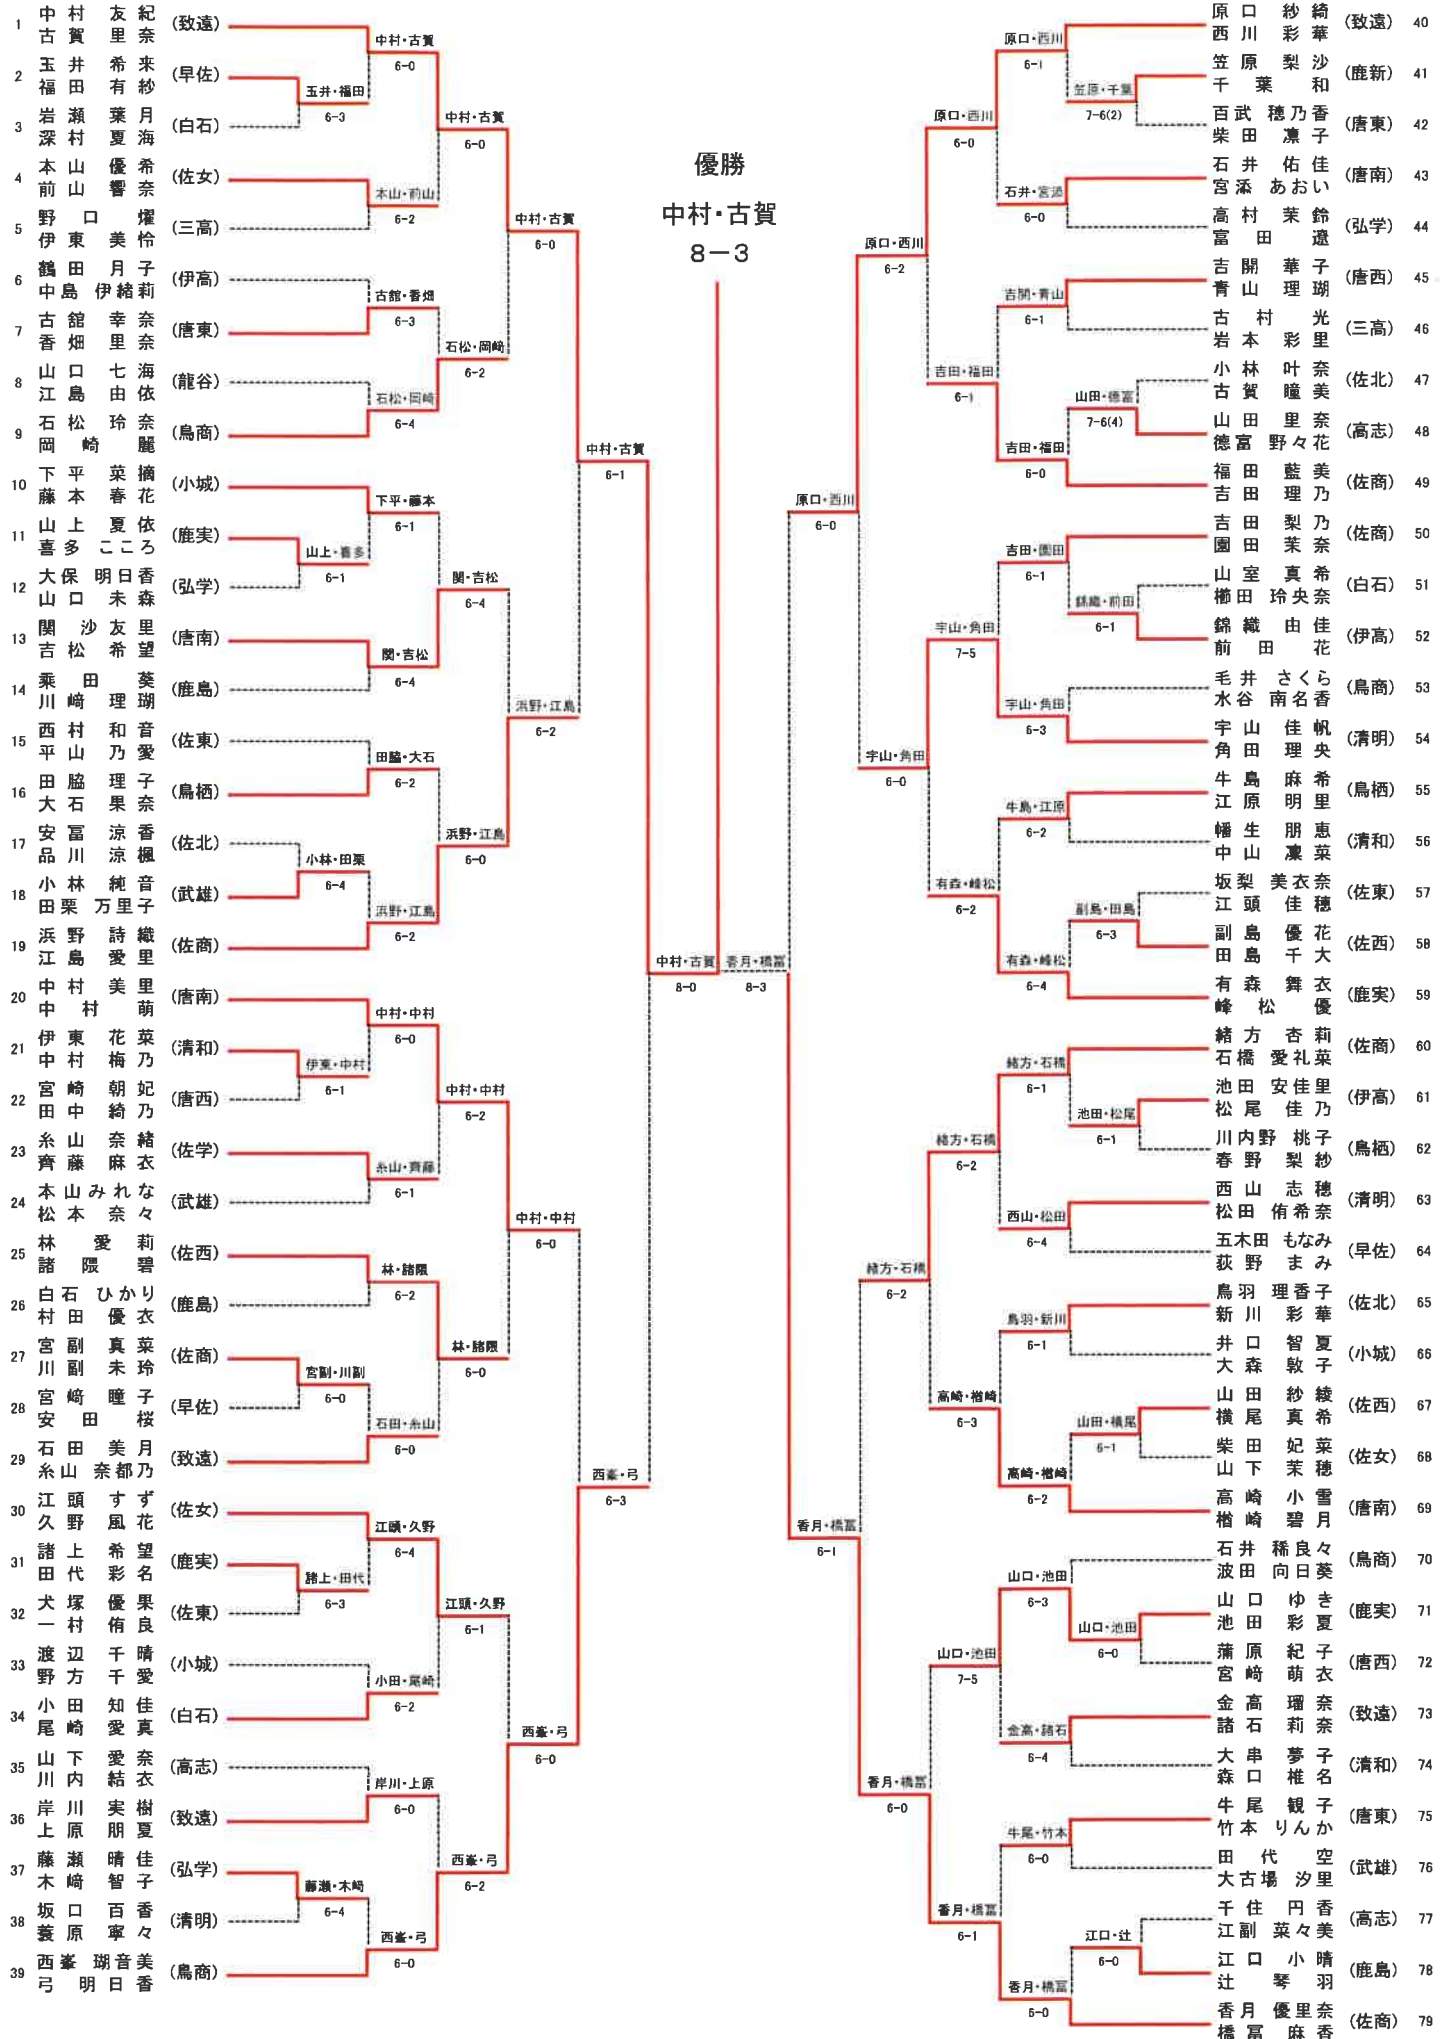 1 中村 友紀 (致遠)
古賀 里奈
2 玉井 希来 (早佐)
福田 有紗
3 岩瀬 葉月 (白石)
深村 夏海
4 本山 優希 (佐女)
前山 響奈
5 野口 燿 (三高)
伊東 美怜
6 鶴田 月子 (伊高)
中島 伊緒莉
7 古舘 幸奈 (唐東)
香畑 里奈
8 山口 七海 (龍谷)
江島 由依
9 石松 玲奈 (鳥商)
岡崎 麗
10 下平 菜摘 (小城)
藤本 春花
11 山上 夏依 (鹿実)
喜多 こころ
12 大保 明日香 (弘学)
山口 未森
13 関 沙友里 (唐南)
吉松 希望
14 乗田 葵 (鹿島)
川﨑 理瑚
15 西村 和音 (佐東)
平山 乃愛
16 田脇 理子 (鳥栖)
大石 果奈
17 安冨 涼香 (佐北)
品川 涼楓
18 小林 純音 (武雄)
田栗 万里子
19 浜野 詩織 (佐商)
江島 愛里
20 中村 美里 (唐南)
中村 萌
21 伊東 花菜 (清和)
中村 梅乃
22 宮崎 朝妃 (唐西)
田中 綺乃
23 糸山 奈緒 (佐学)
齊藤 麻衣
24 本山みれな (武雄)
松本 奈々
25 林 愛莉 (佐西)
諸隈 碧
26 白石 ひかり (鹿島)
村田 優衣
27 宮副 真菜 (佐商)
川副 未玲
28 宮﨑 瞳子 (早佐)
安田 桜
29 石田 美月 (致遠)
糸山 奈都乃
30 江頭 すず (佐女)
久野 風花
31 諸上 希望 (鹿実)
田代 彩名
32 犬塚 優果 (佐東)
一村 侑良
33 渡辺 千晴 (小城)
野方 千愛
34 小田 知佳 (白石)
尾崎 愛真
35 山下 愛奈 (高志)
川内 結衣
36 岸川 実樹 (致遠)
上原 朋夏
37 藤瀬 晴佳 (弘学)
木﨑 智子
38 坂口 百香 (清明)
蓑原 寧々
39 西峯 瑚音美 (鳥商)
弓 明日香
玉井・福田
6-3
山上・喜多
6-1
小林・田栗
6-4
伊東・中村
6-1
宮副・川副
6-0
諸上・田代
6-3
藤瀬・木﨑
6-4
中村・古賀
6-0
本山・前山
6-2
古舘・香畑
6-3
石松・岡崎
6-4
下平・藤本
6-1
関・吉松
6-4
田脇・大石
6-2
浜野・江島
6-2
中村・中村
6-0
糸山・齊藤
6-1
林・諸隈
6-2
石田・糸山
6-0
江頭・久野
6-4
小田・尾崎
6-2
岸川・上原
6-0
西峯・弓
6-0
中村・古賀
6-0
石松・岡崎
6-2
関・吉松
6-4
浜野・江島
6-0
中村・中村
6-2
林・諸隈
6-0
江頭・久野
6-1
西峯・弓
6-2
中村・古賀
6-0
浜野・江島
6-2
中村・中村
6-0
西峯・弓
6-0
中村・古賀
6-1
西峯・弓
6-3
中村・古賀
8-0
優勝
中村・古賀
8-3
香月・橋冨
8-3
原口・西川
6-0
香月・橋冨
6-1
原口・西川
6-2
宇山・角田
6-0
緒方・石橋
6-2
香月・橋冨
6-0
原口・西川
6-0
吉田・福田
6-1
宇山・角田
7-5
有森・峰松
6-2
緒方・石橋
6-2
高崎・楢崎
6-3
山口・池田
7-5
香月・橋冨
6-1
原口・西川
6-1
石井・宮添
6-0
吉開・青山
6-1
吉田・福田
6-0
吉田・園田
6-1
宇山・角田
6-3
牛島・江原
6-2
有森・峰松
6-4
緒方・石橋
6-1
西山・松田
6-4
鳥羽・新川
6-1
高崎・楢崎
6-2
山口・池田
6-3
金高・諸石
6-4
牛尾・竹本
6-0
香月・橋冨
6-0
笠原・千葉
7-6(2)
山田・徳富
7-6(4)
錦織・前田
6-1
副島・田島
6-3
池田・松尾
6-1
山田・横尾
6-1
山口・池田
6-0
江口・辻
6-0
原口 紗綺 (致遠) 40
西川 彩華
笠原 梨沙 (鹿新) 41
千葉 和
百武 穂乃香 (唐東) 42
柴田 凛子
石井 佑佳 (唐南) 43
宮添 あおい
高村 茉鈴 (弘学) 44
富田 遼
吉開 華子 (唐西) 45
青山 理瑚
古村 光 (三高) 46
岩本 彩里
小林 叶奈 (佐北) 47
古賀 瞳美
山田 里奈 (高志) 48
德富 野々花
福田 藍美 (佐商) 49
吉田 理乃
吉田 梨乃 (佐商) 50
園田 茉奈
山室 真希 (白石) 51
櫛田 玲央奈
錦織 由佳 (伊高) 52
前田 花
毛井 さくら (鳥商) 53
水谷 南名香
宇山 佳帆 (清明) 54
角田 理央
牛島 麻希 (鳥栖) 55
江原 明里
幡生 朋恵 (清和) 56
中山 凜菜
坂梨 美衣奈 (佐東) 57
江頭 佳穂
副島 優花 (佐西) 58
田島 千大
有森 舞衣 (鹿実) 59
峰松 優
緒方 杏莉 (佐商) 60
石橋 愛礼菜
池田 安佳里 (伊高) 61
松尾 佳乃
川内野 桃子 (鳥栖) 62
春野 梨紗
西山 志穂 (清明) 63
松田 侑希奈
五木田 もなみ (早佐) 64
荻野 まみ
鳥羽 理香子 (佐北) 65
新川 彩華
井口 智夏 (小城) 66
大森 敦子
山田 紗綾 (佐西) 67
横尾 真希
柴田 妃菜 (佐女) 68
山下 茉穂
高崎 小雪 (唐南) 69
楢崎 碧月
石井 稀良々 (鳥商) 70
波田 向日葵
山口 ゆき (鹿実) 71
池田 彩夏
蒲原 紀子 (唐西) 72
宮﨑 萌衣
金高 瑠奈 (致遠) 73
諸石 莉奈
大串 夢子 (清和) 74
森口 椎名
牛尾 観子 (唐東) 75
竹本 りんか
田代 空 (武雄) 76
大古場 汐里
千住 円香 (高志) 77
江副 菜々美
江口 小晴 (鹿島) 78
辻 琴羽
香月 優里奈 (佐商) 79
橋冨 麻香